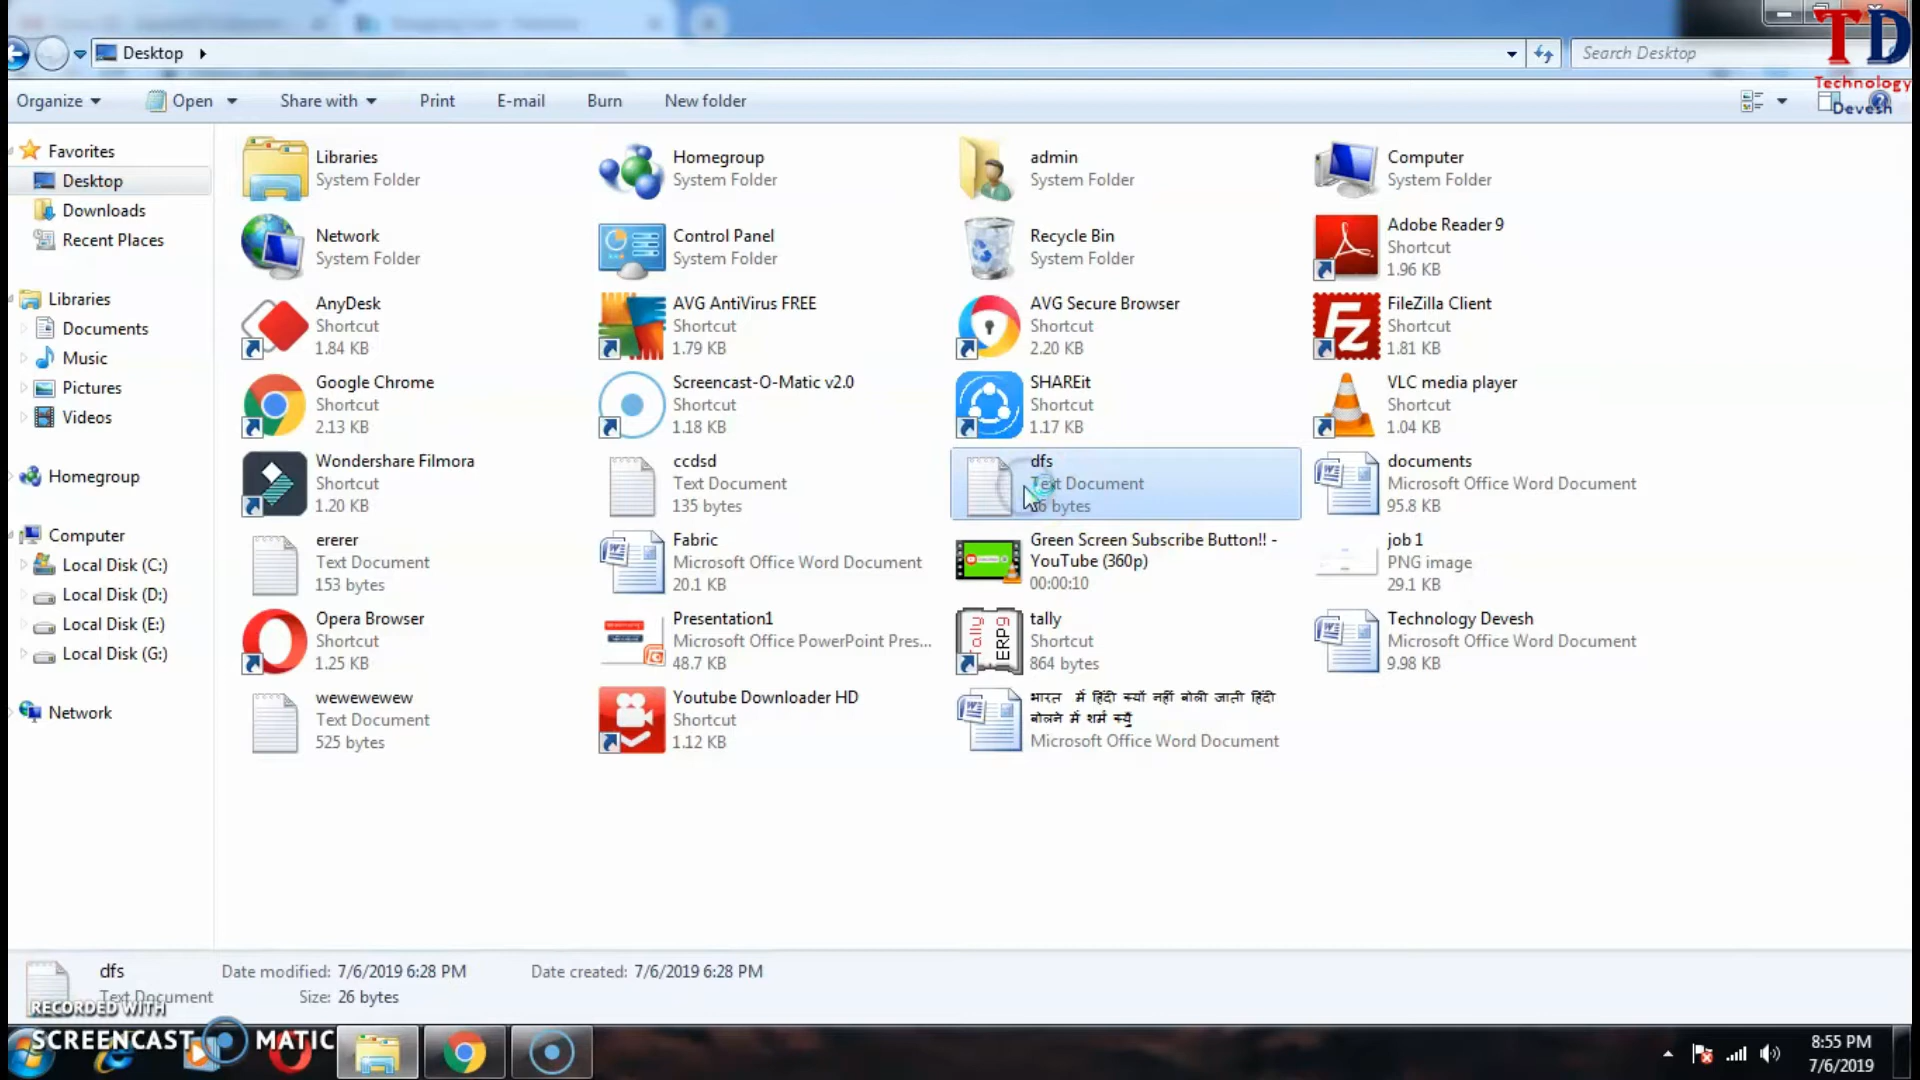 Desktop
Search Desktop
TD
Technology
Devesh
Organize
Open
Share with
Print
E-mail
Burn
New folder
Favorites
Desktop
Downloads
Recent Places
Libraries
Documents
Music
Pictures
Videos
Homegroup
Computer
Local Disk (C:)
Local Disk (D:)
Local Disk (E:)
Local Disk (G:)
Network
Libraries
System Folder
Homegroup
System Folder
admin
System Folder
Computer
System Folder
Network
System Folder
Control Panel
System Folder
Recycle Bin
System Folder
Adobe Reader 9
Shortcut
1.96 KB
AnyDesk
Shortcut
1.84 KB
AVG AntiVirus FREE
Shortcut
1.79 KB
AVG Secure Browser
Shortcut
2.20 KB
FileZilla Client
Shortcut
1.81 KB
Google Chrome
Shortcut
2.13 KB
Screencast-O-Matic v2.0
Shortcut
1.18 KB
SHAREit
Shortcut
1.17 KB
VLC media player
Shortcut
1.04 KB
Wondershare Filmora
Shortcut
1.20 KB
ccdsd
Text Document
135 bytes
dfs
Text Document
26 bytes
documents
Microsoft Office Word Document
95.8 KB
ererer
Text Document
153 bytes
Fabric
Microsoft Office Word Document
20.1 KB
Green Screen Subscribe Button!! -
YouTube (360p)
00:00:10
job 1
PNG image
29.1 KB
Opera Browser
Shortcut
1.25 KB
Presentation1
Microsoft Office PowerPoint Pres...
48.7 KB
Tally
ERP9
tally
Shortcut
864 bytes
Technology Devesh
Microsoft Office Word Document
9.98 KB
wewewewew
Text Document
525 bytes
Youtube Downloader HD
Shortcut
1.12 KB
भारत में हिंदी क्यों नहीं बोली जाती हिंदी
बोलने में शर्म क्यूँ
Microsoft Office Word Document
dfs
Text Document
Date modified: 7/6/2019 6:28 PM
Size: 26 bytes
Date created: 7/6/2019 6:28 PM
RECORDED WITH
SCREENCAST MATIC
8:55 PM
7/6/2019